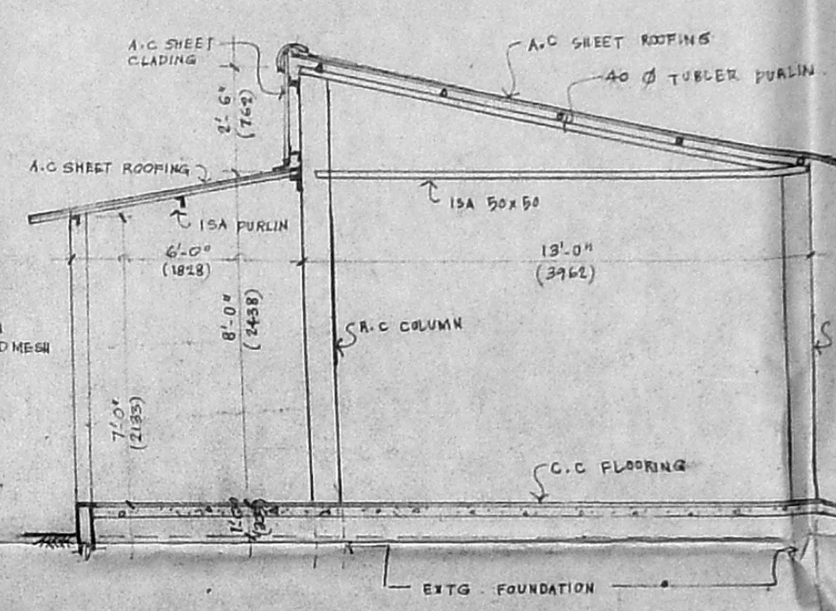 A.C SHEET
CLADING
A.C SHEET ROOFING
40 Ø TUBLER PURLIN
2'-6"
(762)
A.C SHEET ROOFING
ISA PURLIN
ISA 50x50
6'-0"
(1828)
13'-0"
(3962)
8'-0"
(2438)
R.C COLUMN
D MESH
7'-0"
(2133)
C.C FLOORING
EXTG. FOUNDATION